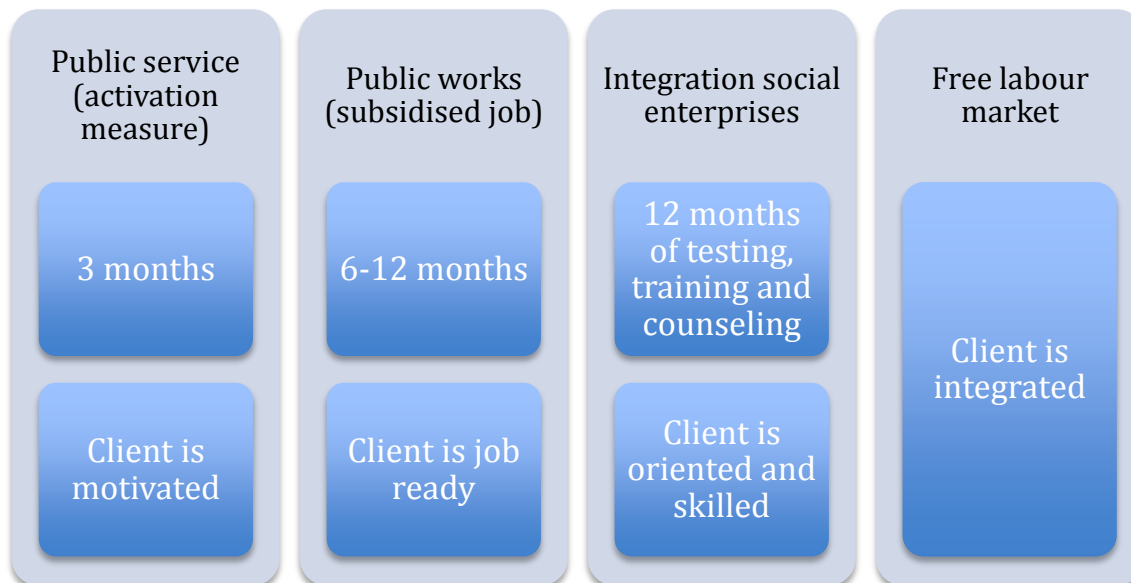 Public service
(activation
measure)
3 months
Client is
motivated
Public works
(subsidised job)
6-12 months
Client is job
ready
Integration social
enterprises
12 months
of testing,
training and
counseling
Client is
oriented and
skilled
Free labour
market
Client is
integrated